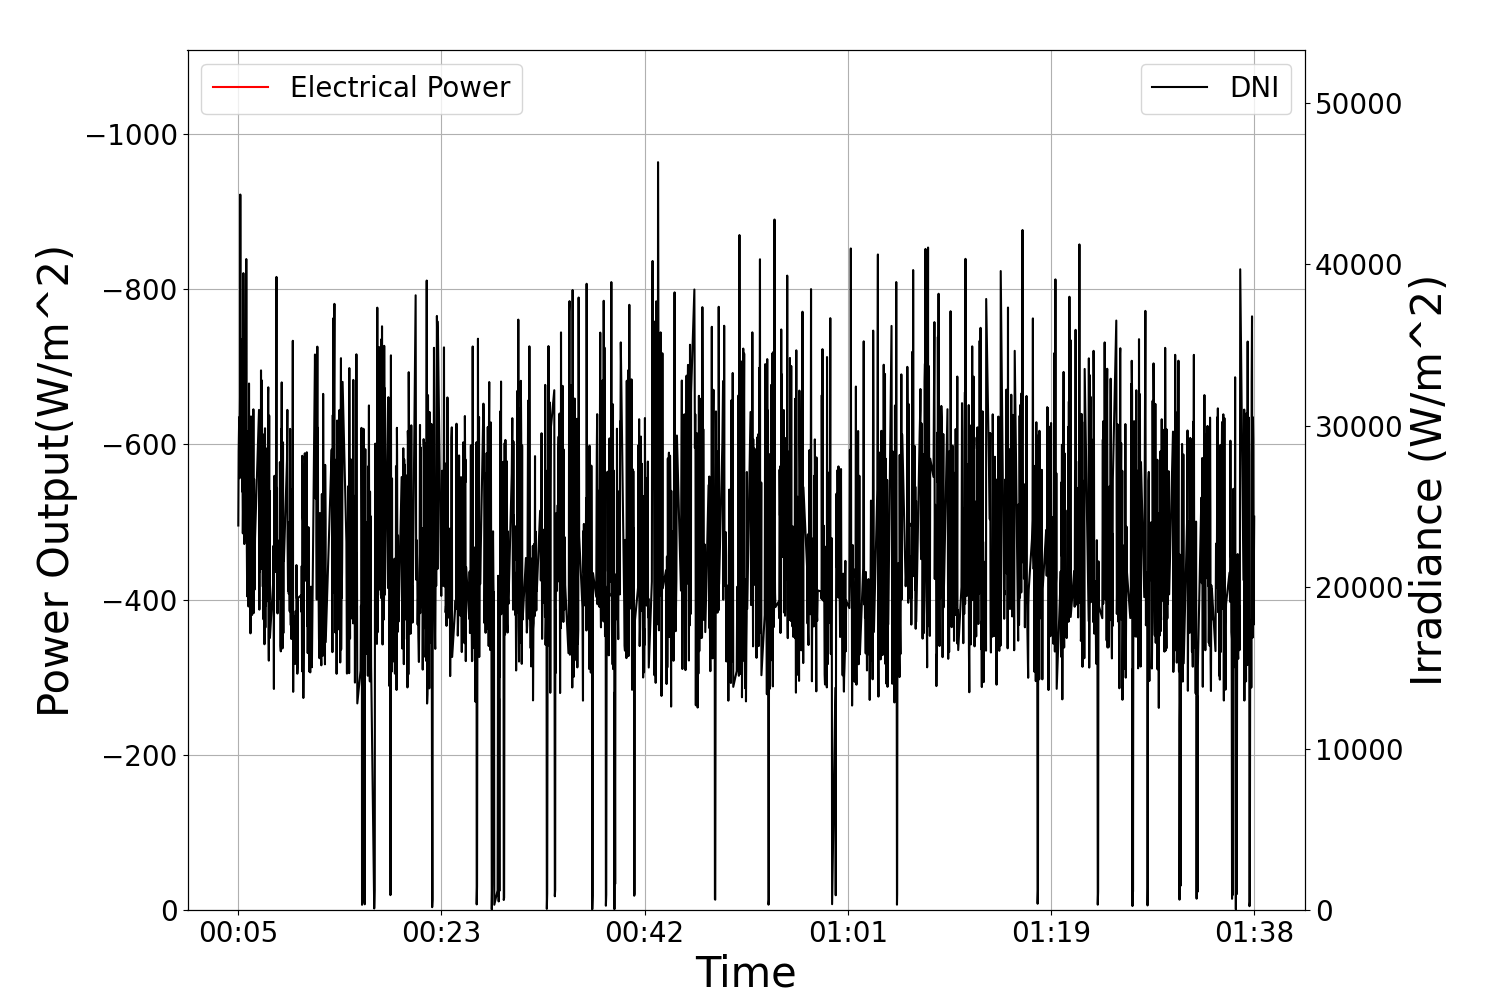 Electrical Power
DNI
Power Output(W/m^2)
−1000
−800
−600
−400
−200
0
50000
40000
30000
20000
10000
0
Irradiance (W/m^2)
00:05 00:23 00:42 01:01 01:19 01:38
Time